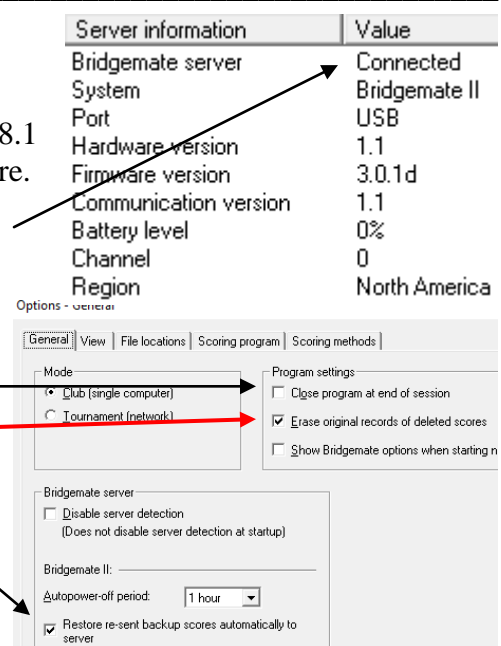 Server information Value
Bridgemate server Connected
System Bridgemate II
8.1
Port USB
Hardware version 1.1
re.
Firmware version 3.0.1d
Communication version 1.1
Battery level 0%
Channel 0
Region North America
Options - General
General View File locations Scoring program Scoring methods
Mode
Club (single computer)
Tournament (network)
Program settings
Close program at end of session
Erase original records of deleted scores
Show Bridgemate options when starting n
Bridgemate server
Disable server detection
(Does not disable server detection at startup)
Bridgemate II:
Autopower-off period: 1 hour
Restore re-sent backup scores automatically to
server